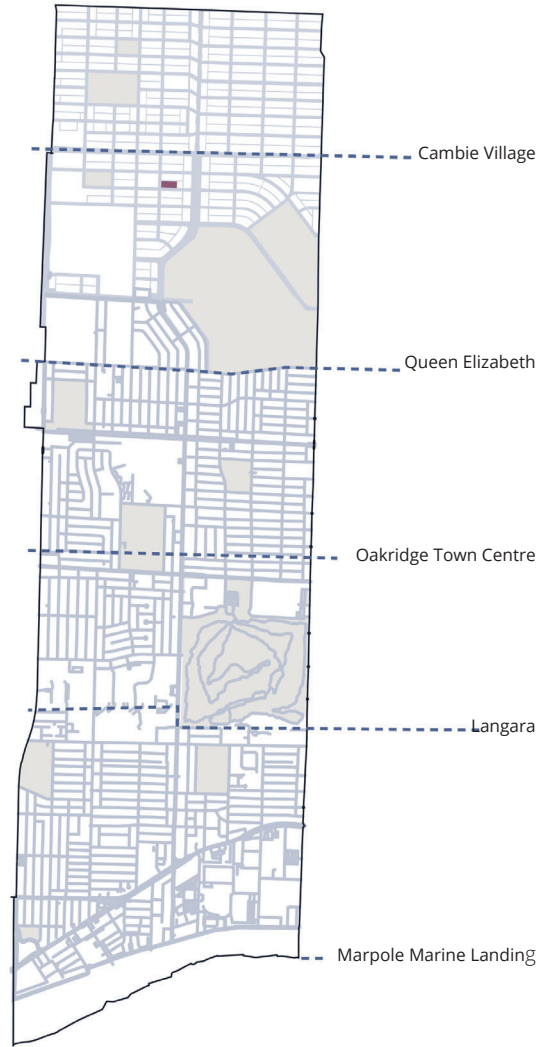 Cambie Village
Queen Elizabeth
Oakridge Town Centre
Langara
Marpole Marine Landing